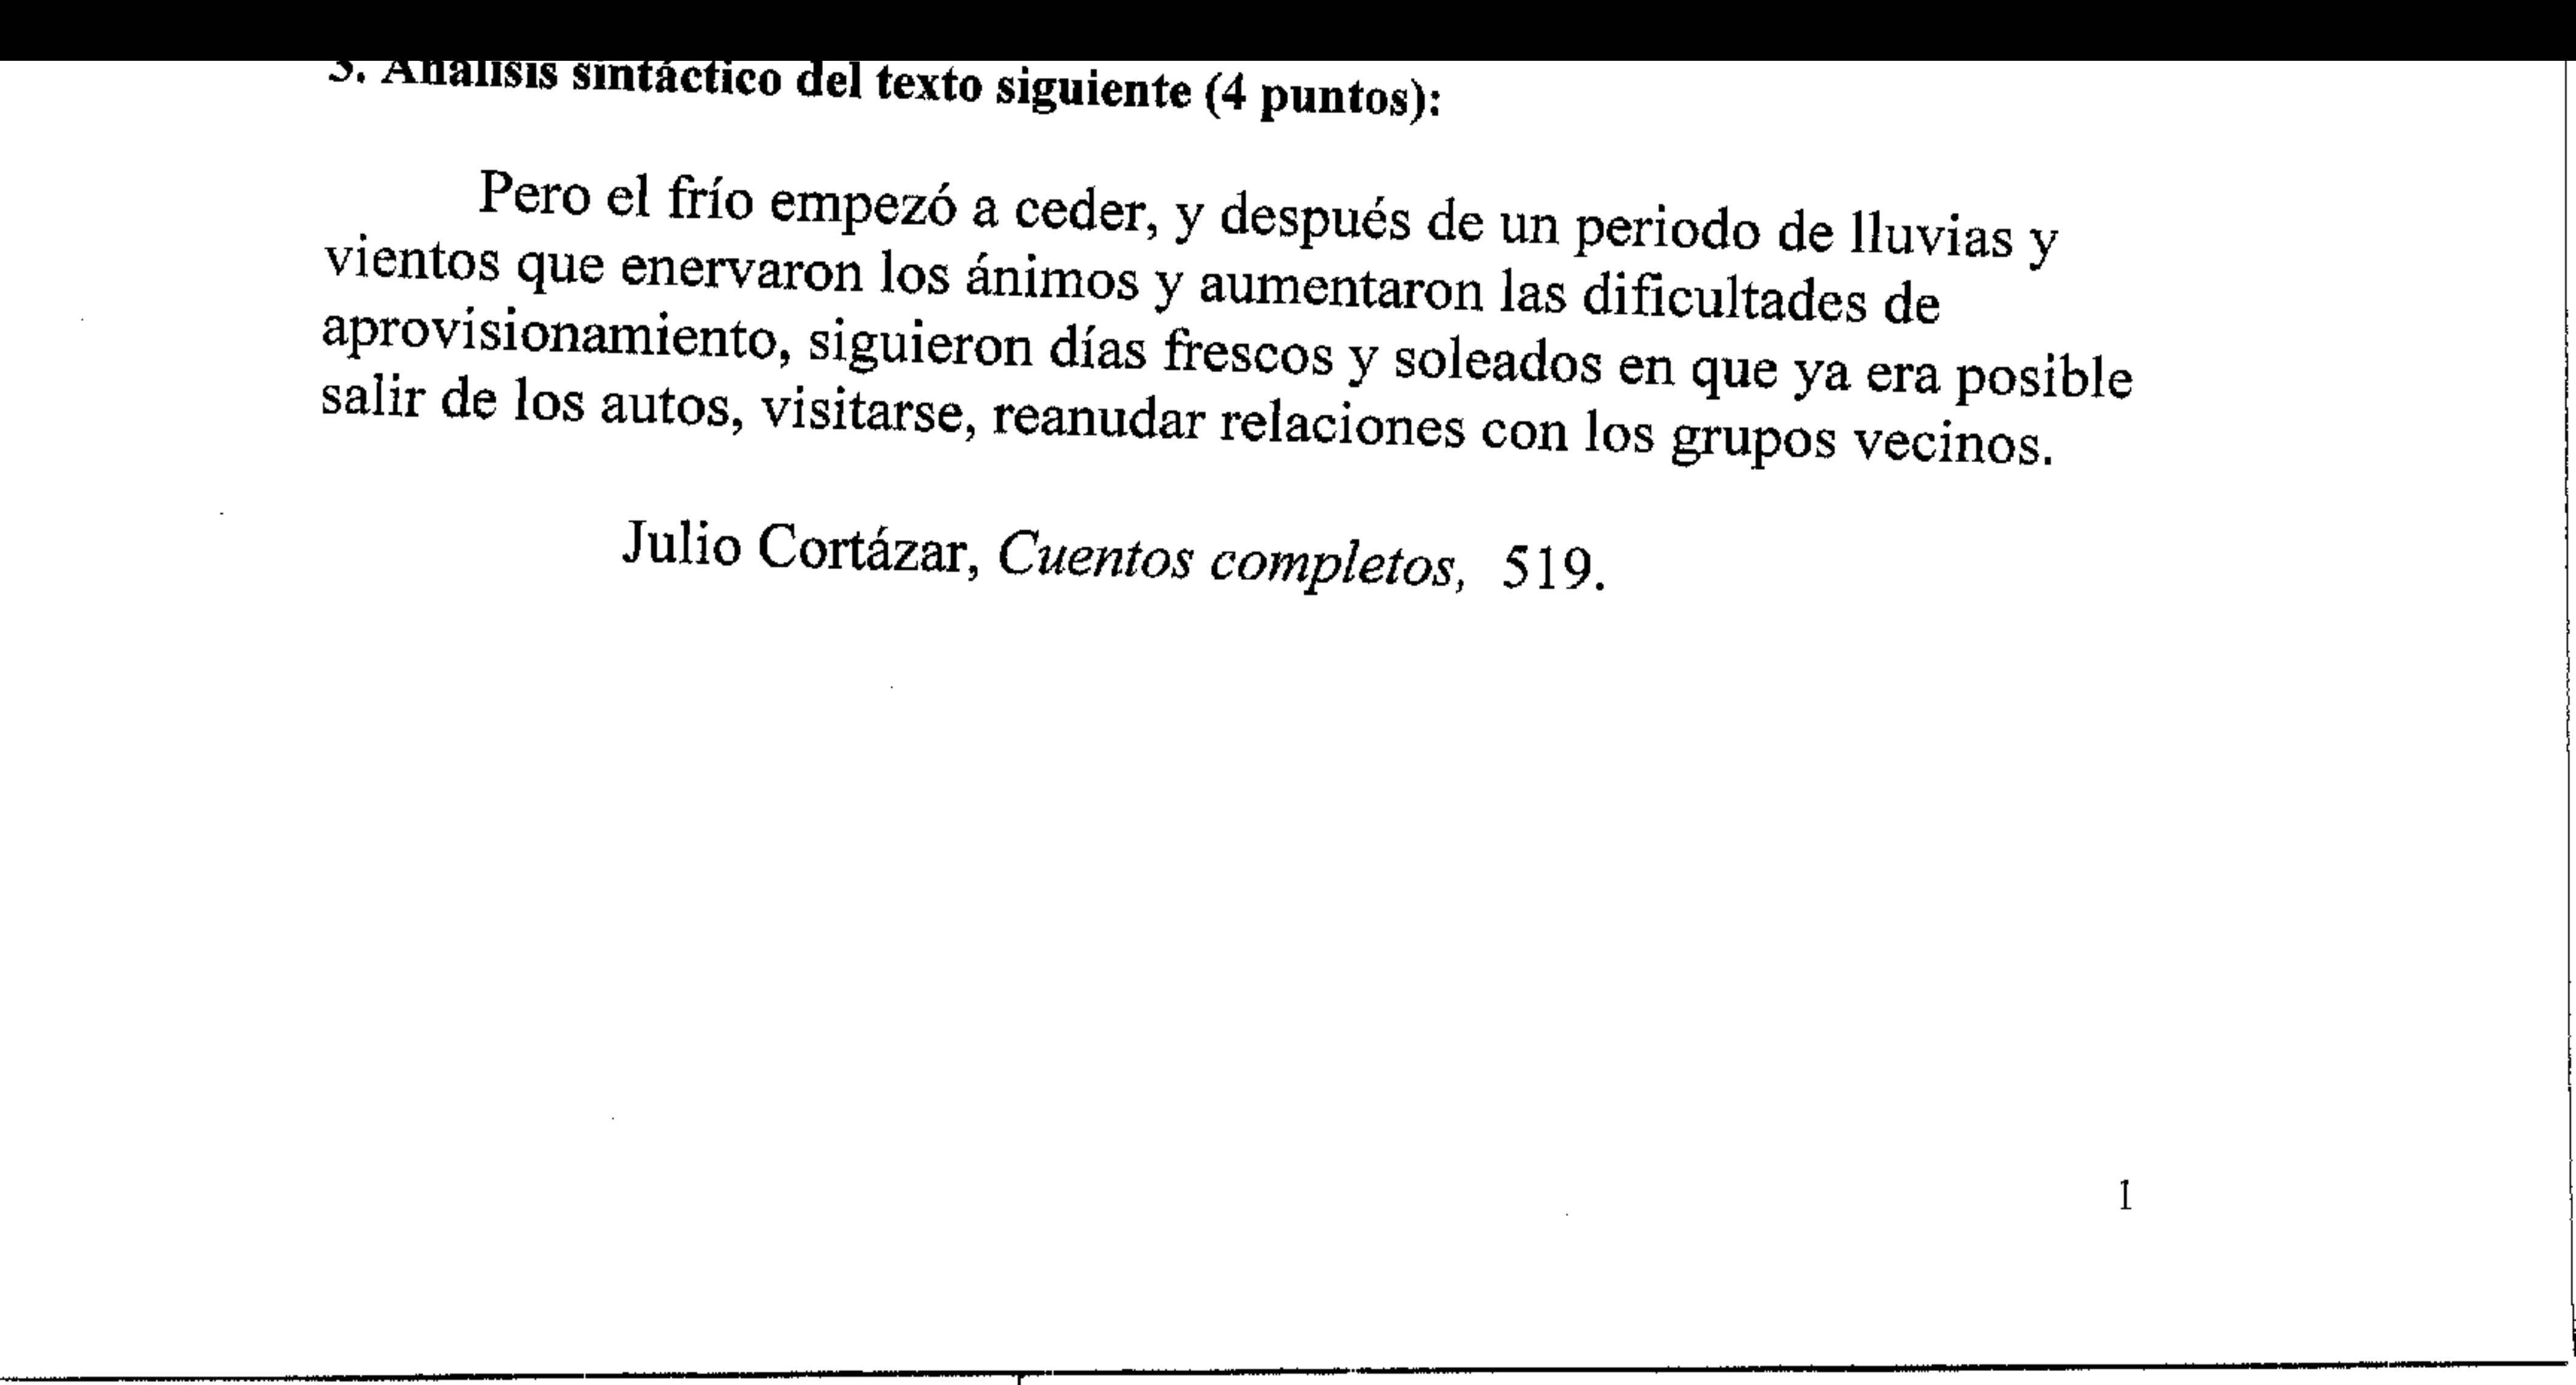 3. Análisis sintáctico del texto siguiente (4 puntos):
Pero el frío empezó a ceder, y después de un periodo de lluvias y
vientos que enervaron los ánimos y aumentaron las dificultades de
aprovisionamiento, siguieron días frescos y soleados en que ya era posible
salir de los autos, visitarse, reanudar relaciones con los grupos vecinos.
Julio Cortázar, Cuentos completos, 519.
1